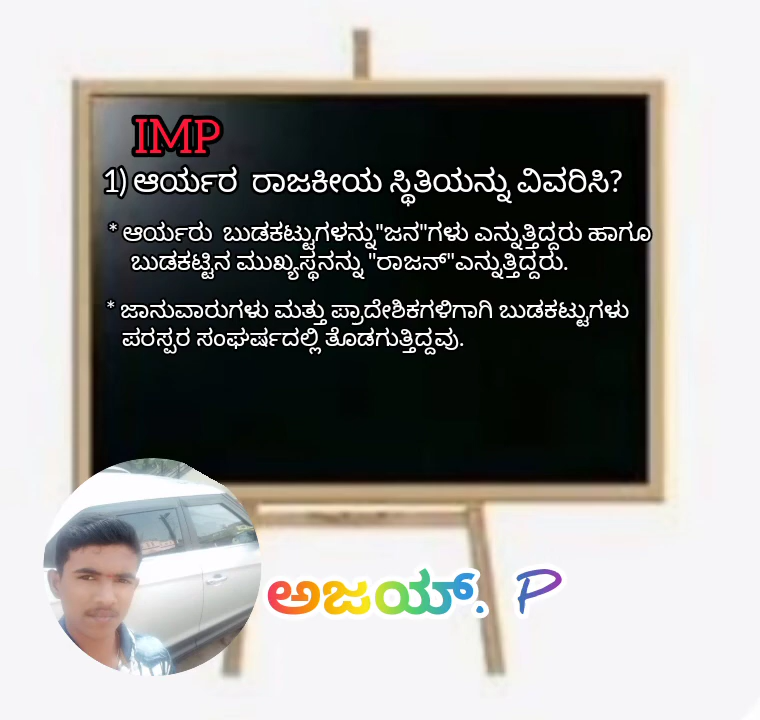 IMP
1) ಆರ್ಯರ ರಾಜಕೀಯ ಸ್ಥಿತಿಯನ್ನು ವಿವರಿಸಿ?
* ಆರ್ಯರು ಬುಡಕಟ್ಟುಗಳನ್ನು"ಜನ"ಗಳು ಎನ್ನುತ್ತಿದ್ದರು ಹಾಗೂ
ಬುಡಕಟ್ಟಿನ ಮುಖ್ಯಸ್ಥನನ್ನು "ರಾಜನ್"ಎನ್ನುತ್ತಿದ್ದರು.
* ಜಾನುವಾರುಗಳು ಮತ್ತು ಪ್ರಾದೇಶಿಕಗಳಿಗಾಗಿ ಬುಡಕಟ್ಟುಗಳು
ಪರಸ್ಪರ ಸಂಘರ್ಷದಲ್ಲಿ ತೊಡಗುತ್ತಿದ್ದವು.
ಅಜಯ್. P